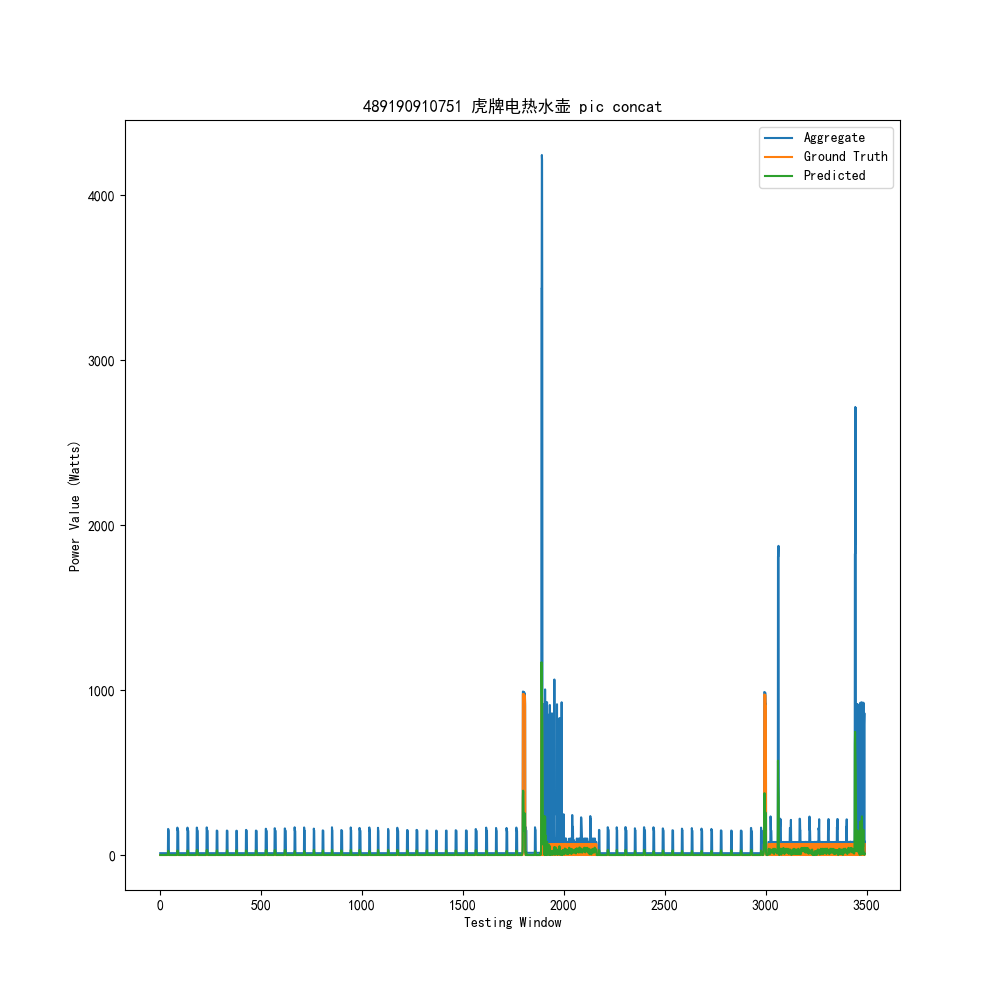 489190910751 虎牌电热水壶 pic concat
Aggregate
Ground Truth
Predicted
Power Value (Watts)
4000
3000
2000
1000
0
0 500 1000 1500 2000 2500 3000 3500
Testing Window